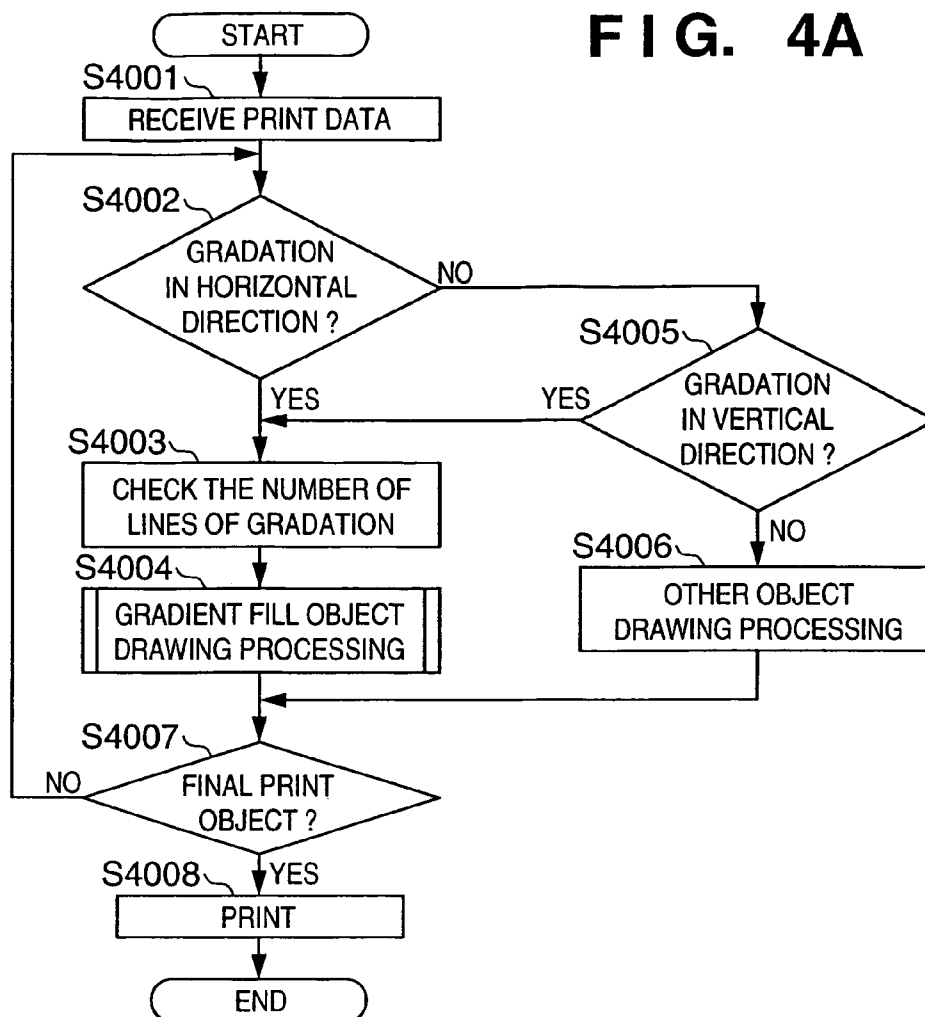 FIG. 4A
START
S4001
RECEIVE PRINT DATA
S4002
GRADATION
IN HORIZONTAL
DIRECTION ?
NO
YES
S4005
GRADATION
IN VERTICAL
DIRECTION ?
YES
NO
S4003
CHECK THE NUMBER OF
LINES OF GRADATION
S4004
GRADIENT FILL OBJECT
DRAWING PROCESSING
S4006
OTHER OBJECT
DRAWING PROCESSING
S4007
FINAL PRINT
OBJECT ?
NO
YES
S4008
PRINT
END